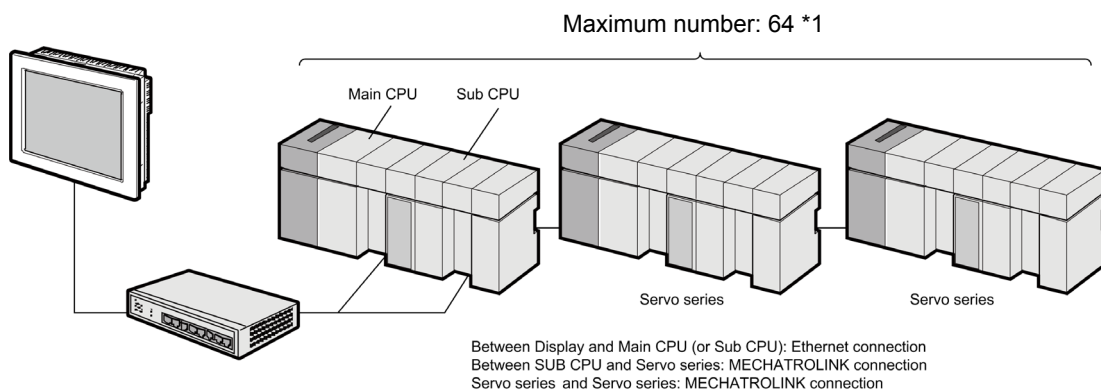 Maximum number: 64 *1
Main CPU
Sub CPU
Servo series
Servo series
Between Display and Main CPU (or Sub CPU): Ethernet connection
Between SUB CPU and Servo series: MECHATROLINK connection
Servo series and Servo series: MECHATROLINK connection